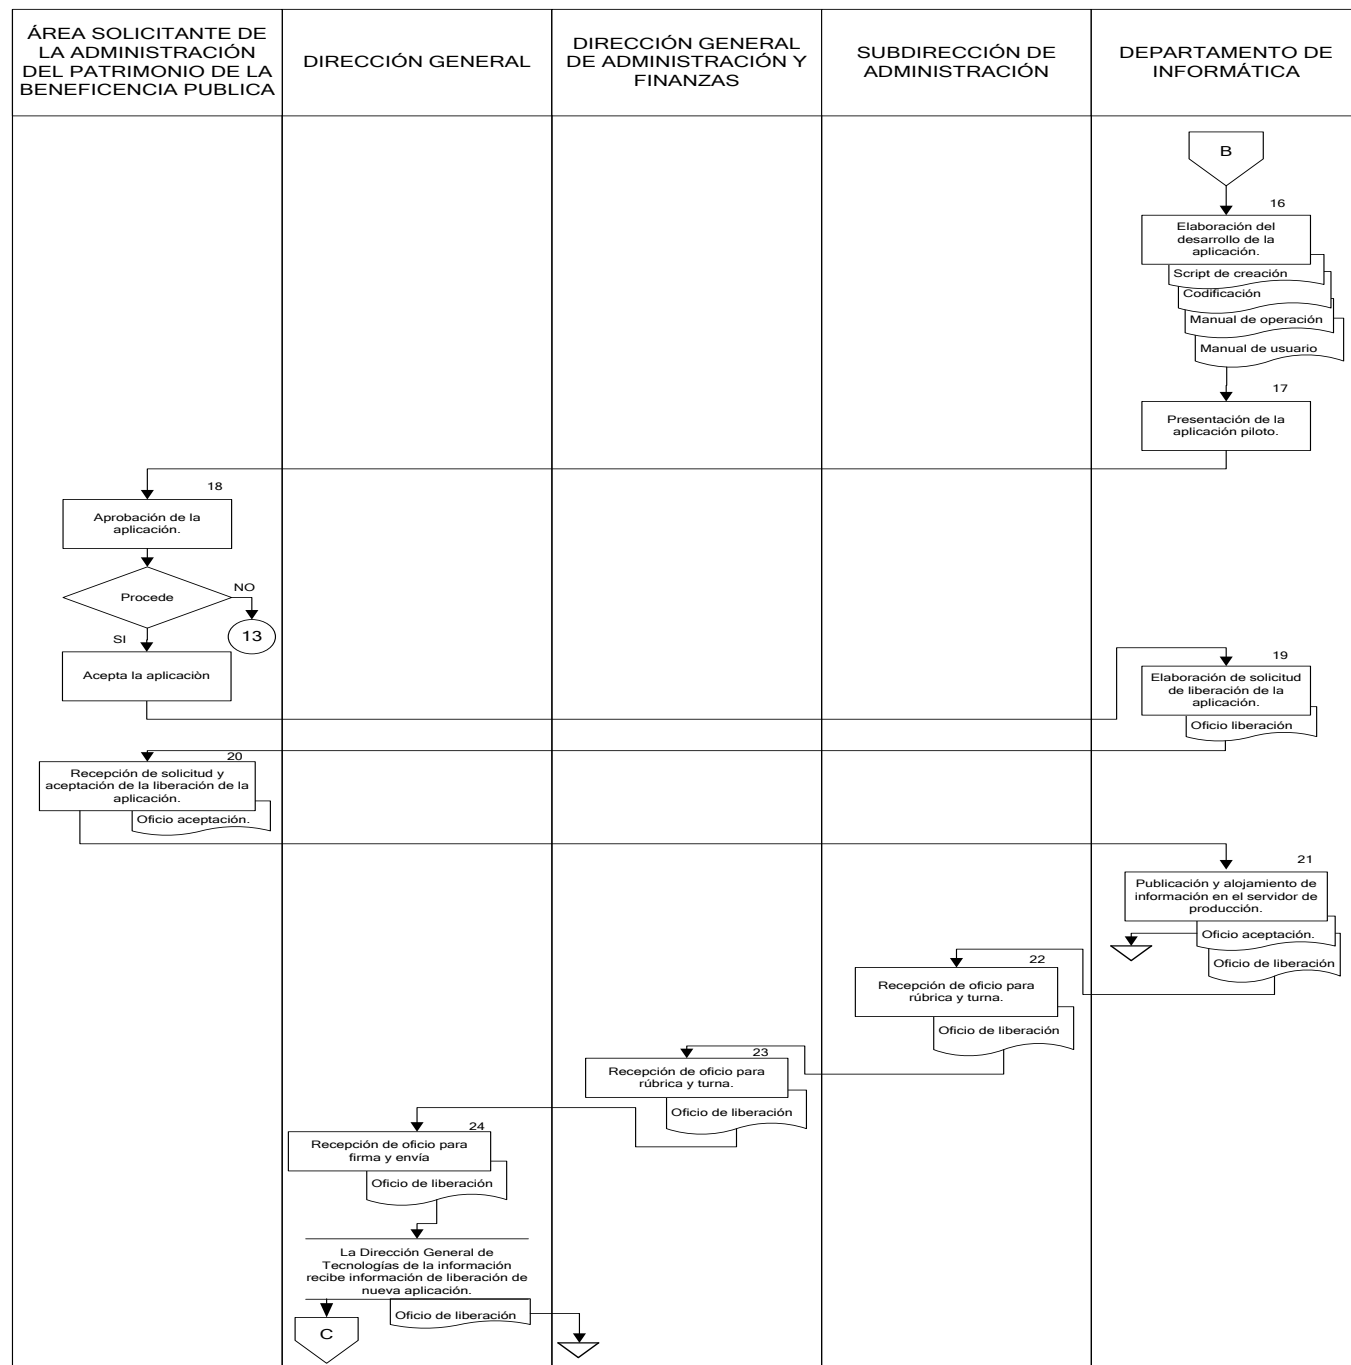 ÁREA SOLICITANTE DE
LA ADMINISTRACIÓN
DEL PATRIMONIO DE LA
BENEFICENCIA PUBLICA
DIRECCIÓN GENERAL
DIRECCIÓN GENERAL
DE ADMINISTRACIÓN Y
FINANZAS
SUBDIRECCIÓN DE
ADMINISTRACIÓN
DEPARTAMENTO DE
INFORMÁTICA
B
16
Elaboración del
desarrollo de la
aplicación.
Script de creación
Codificación
Manual de operación
Manual de usuario
17
Presentación de la
aplicación piloto.
18
Aprobación de la
aplicación.
Procede
NO
13
SI
Acepta la aplicaciòn
19
Elaboración de solicitud
de liberación de la
aplicación.
Oficio liberación
20
Recepción de solicitud y
aceptación de la liberación de la
aplicación.
Oficio aceptación.
21
Publicación y alojamiento de
información en el servidor de
producción.
Oficio aceptación.
Oficio de liberación
22
Recepción de oficio para
rúbrica y turna.
Oficio de liberación
23
Recepción de oficio para
rúbrica y turna.
Oficio de liberación
24
Recepción de oficio para
firma y envía
Oficio de liberación
La Dirección General de
Tecnologías de la información
recibe información de liberación de
nueva aplicación.
Oficio de liberación
C